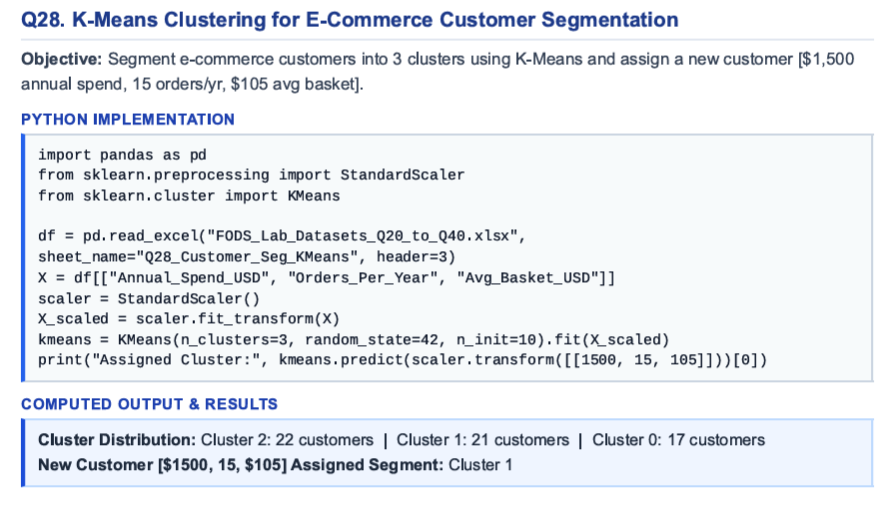 Q28. K-Means Clustering for E-Commerce Customer Segmentation
Objective: Segment e-commerce customers into 3 clusters using K-Means and assign a new customer [$1,500
annual spend, 15 orders/yr, $105 avg basket].
PYTHON IMPLEMENTATION
import pandas as pd
from sklearn.preprocessing import StandardScaler
from sklearn.cluster import KMeans
df = pd.read_excel("FODS_Lab_Datasets_Q20_to_Q40.xlsx",
sheet_name="Q28_Customer_Seg_KMeans", header=3)
X = df[["Annual_Spend_USD", "Orders_Per_Year", "Avg_Basket_USD"]]
scaler = StandardScaler()
X_scaled = scaler.fit_transform(X)
kmeans = KMeans(n_clusters=3, random_state=42, n_init=10).fit(X_scaled)
print("Assigned Cluster:", kmeans.predict(scaler.transform([[1500, 15, 105]]))[0])
COMPUTED OUTPUT & RESULTS
Cluster Distribution: Cluster 2: 22 customers | Cluster 1: 21 customers | Cluster 0: 17 customers
New Customer [$1500, 15, $105] Assigned Segment: Cluster 1